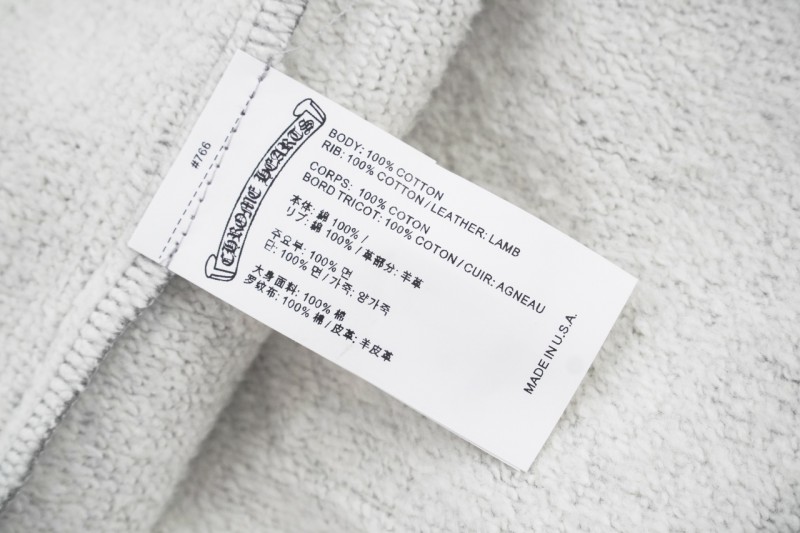 #766
CHROME HEARTS
BODY: 100% COTTON
RIB: 100% COTTON / LEATHER: LAMB
CORPS: 100% COTON
BORD TRICOT: 100% COTON / CUIR: AGNEAU
本体: 綿 100% /
リブ: 綿 100% / 革部分: 羊革
주요부: 100% 면
단: 100% 면 / 가죽: 양가죽
大身面料: 100% 棉
罗纹布: 100% 棉 / 皮革: 羊皮革
MADE IN U.S.A.